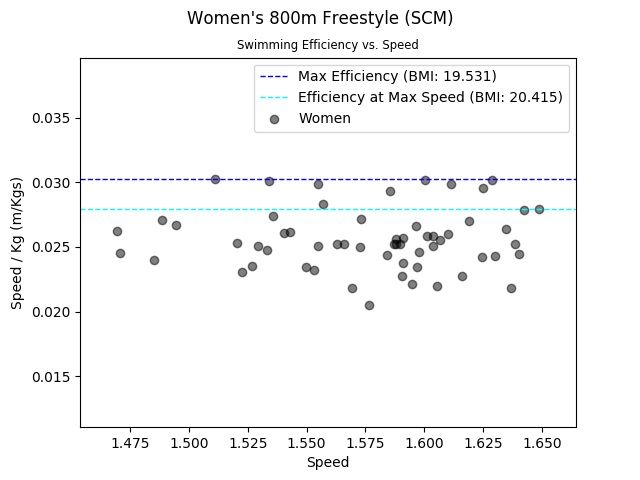 Women's 800m Freestyle (SCM)
Swimming Efficiency vs. Speed
Max Efficiency (BMI: 19.531)
Efficiency at Max Speed (BMI: 20.415)
Women
0.035
0.030
0.025
0.020
0.015
Speed / Kg (m/Kgs)
1.475 1.500 1.525 1.550 1.575 1.600 1.625 1.650
Speed